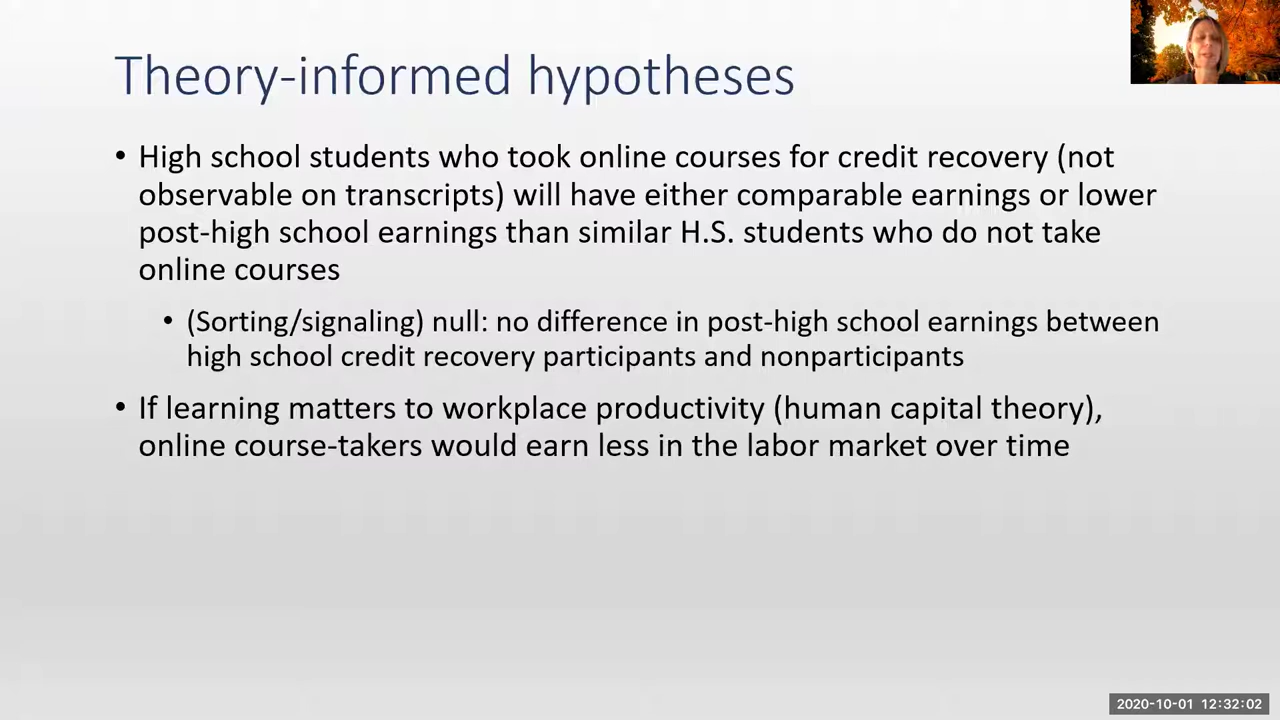 Theory-informed hypotheses
• High school students who took online courses for credit recovery (not
observable on transcripts) will have either comparable earnings or lower
post-high school earnings than similar H.S. students who do not take
online courses
• (Sorting/signaling) null: no difference in post-high school earnings between
high school credit recovery participants and nonparticipants
• If learning matters to workplace productivity (human capital theory),
online course-takers would earn less in the labor market over time
2020-10-01 12:32:02